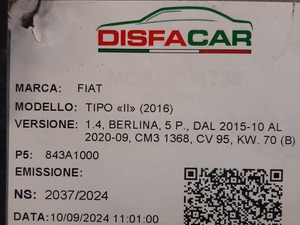 DISFACAR
MARCA: FIAT
MODELLO: TIPO «II» (2016)
VERSIONE: 1.4, BERLINA, 5 P., DAL 2015-10 AL
2020-09, CM3 1368, CV 95, KW. 70 (B)
P5: 843A1000
EMISSIONE:
NS: 2037/2024
DATA:10/09/2024 11:01:00